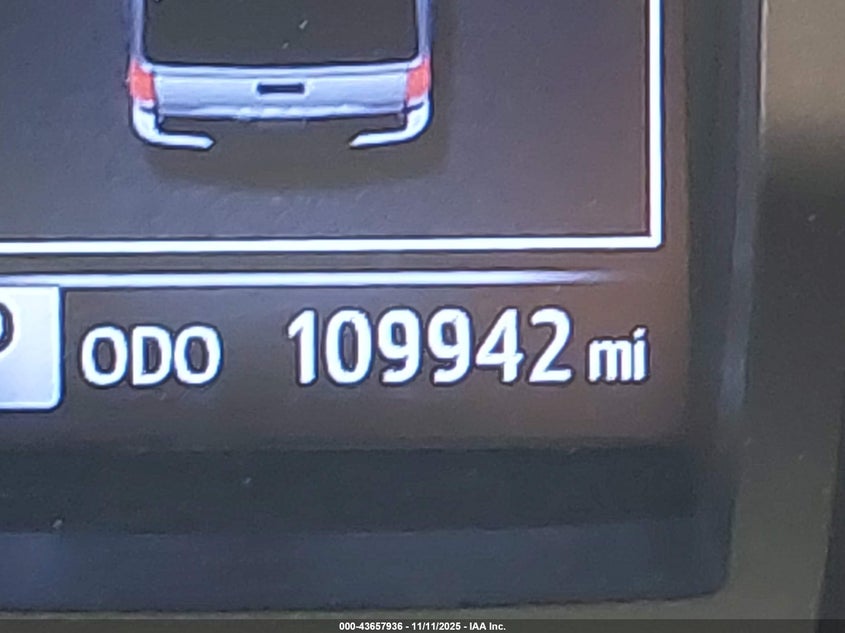 ODO 109942 mi
000-43657936 - 11/11/2025 - IAA Inc.